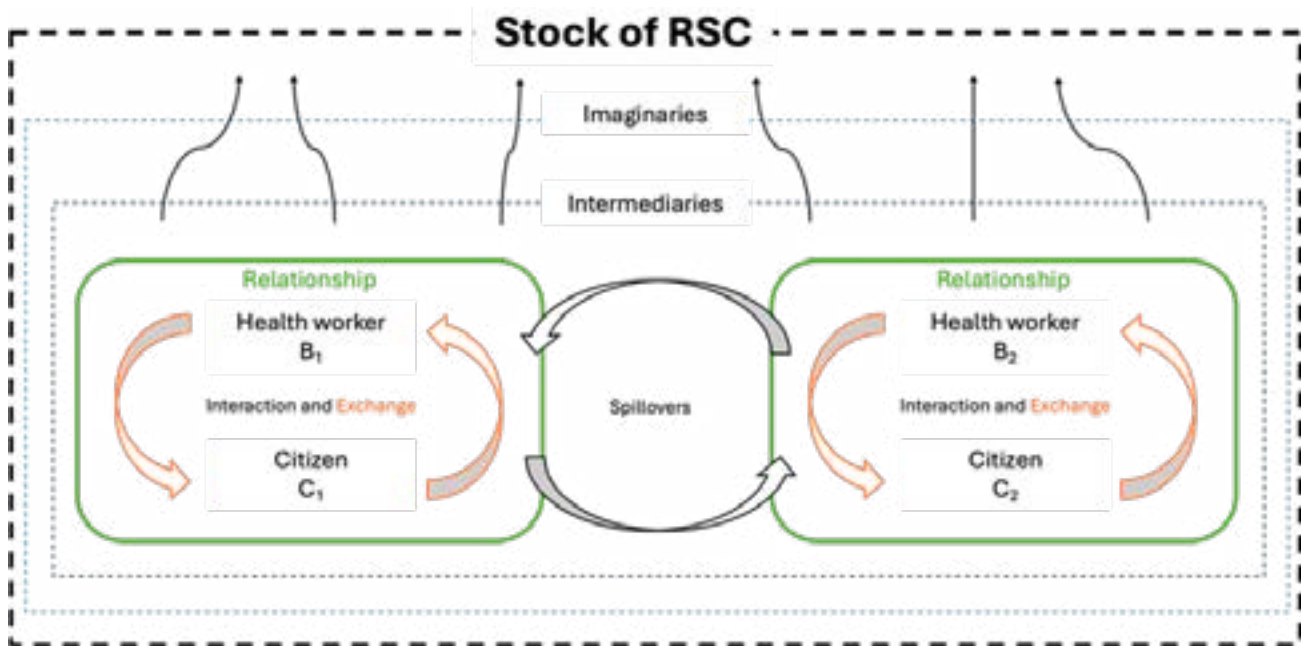 Stock of RSC
Imaginaries
Intermediaries
Relationship
Health worker
B₁
Interaction and Exchange
Citizen
C₁
Spillovers
Relationship
Health worker
B₂
Interaction and Exchange
Citizen
C₂